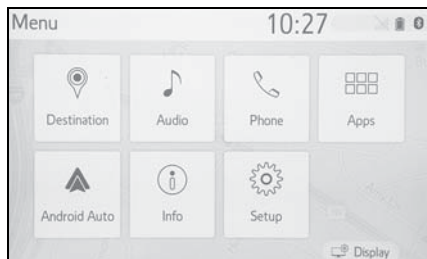 Menu 10:27
Destination Audio Phone Apps
Android Auto Info Setup
Display